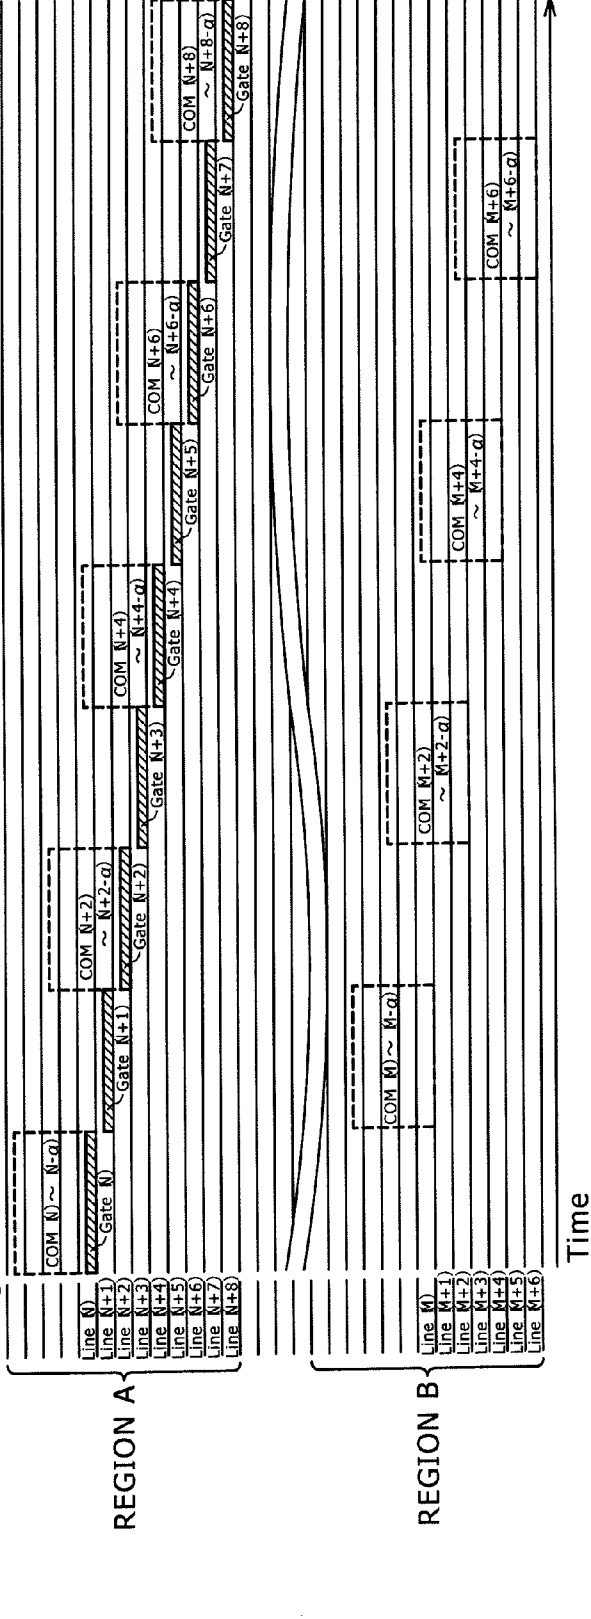 REGION A
Line N)
Line N+1)
Line N+2)
Line N+3)
Line N+4)
Line N+5)
Line N+6)
Line N+7)
Line N+8)
COM N)~ N-α)
Gate N)
Gate N+1)
COM N+2)
~ N+2-α)
Gate N+2)
Gate N+3)
COM N+4)
~ N+4-α)
Gate N+4)
Gate N+5)
COM N+6)
~ N+6-α)
Gate N+6)
Gate N+7)
COM N+8)
~ N+8-α)
Gate N+8)
REGION B
Line M)
Line M+1)
Line M+2)
Line M+3)
Line M+4)
Line M+5)
Line M+6)
COM M)~ M-α)
COM M+2)
~ M+2-α)
COM M+4)
~ M+4-α)
COM M+6)
~ M+6-α)
Time